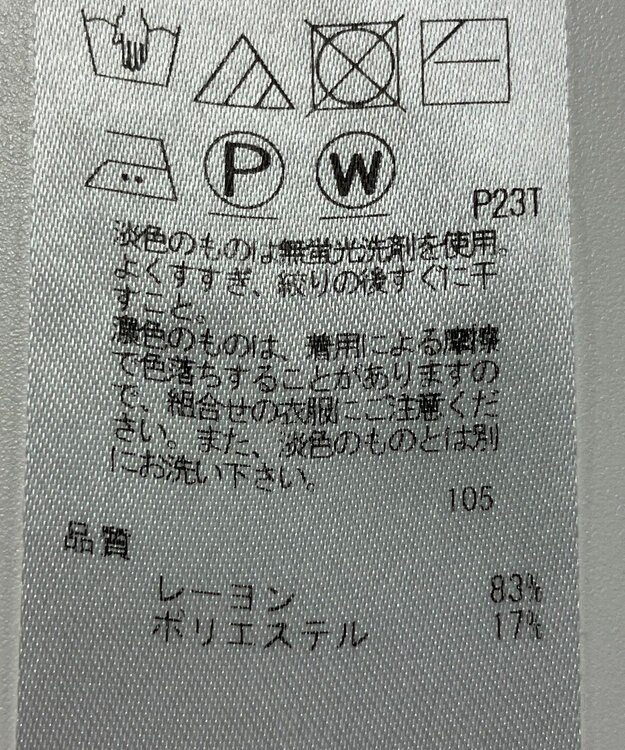 P W P23T
淡色のものは無蛍光洗剤を使用。
よくすすぎ、絞りの後すぐに干
すこと。
濃色のものは、着用による摩擦
で色落ちすることがありますの
で、組合せの衣服にご注意くだ
さい。また、淡色のものとは別
にお洗い下さい。
105
品質
レーヨン 83%
ポリエステル 17%